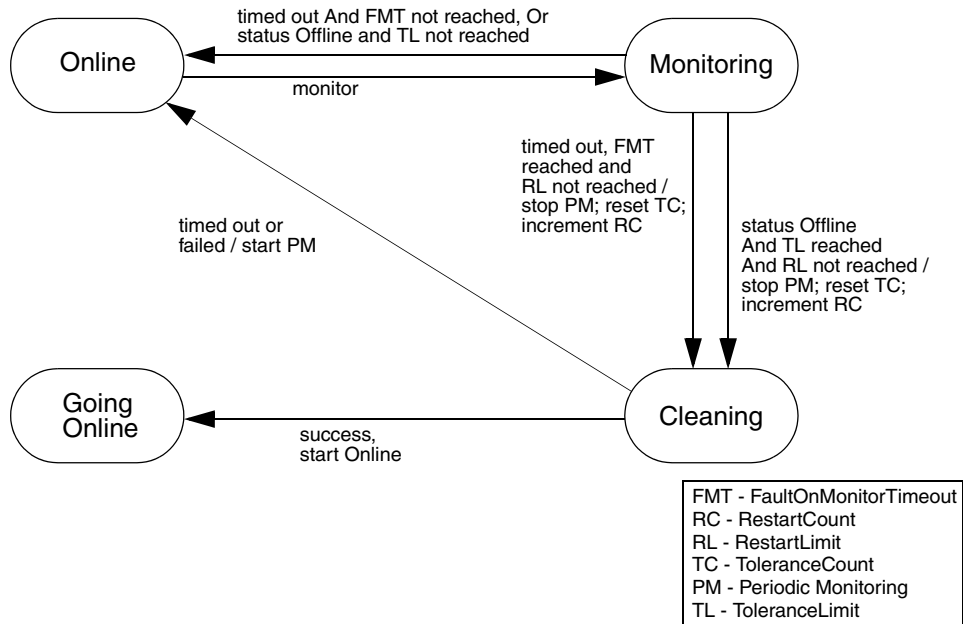 timed out And FMT not reached, Or
status Offline and TL not reached
Online
Monitoring
monitor
timed out, FMT
reached and
RL not reached /
stop PM; reset TC;
increment RC
timed out or
failed / start PM
status Offline
And TL reached
And RL not reached /
stop PM; reset TC;
increment RC
Going
Online
Cleaning
success,
start Online
FMT - FaultOnMonitorTimeout
RC - RestartCount
RL - RestartLimit
TC - ToleranceCount
PM - Periodic Monitoring
TL - ToleranceLimit